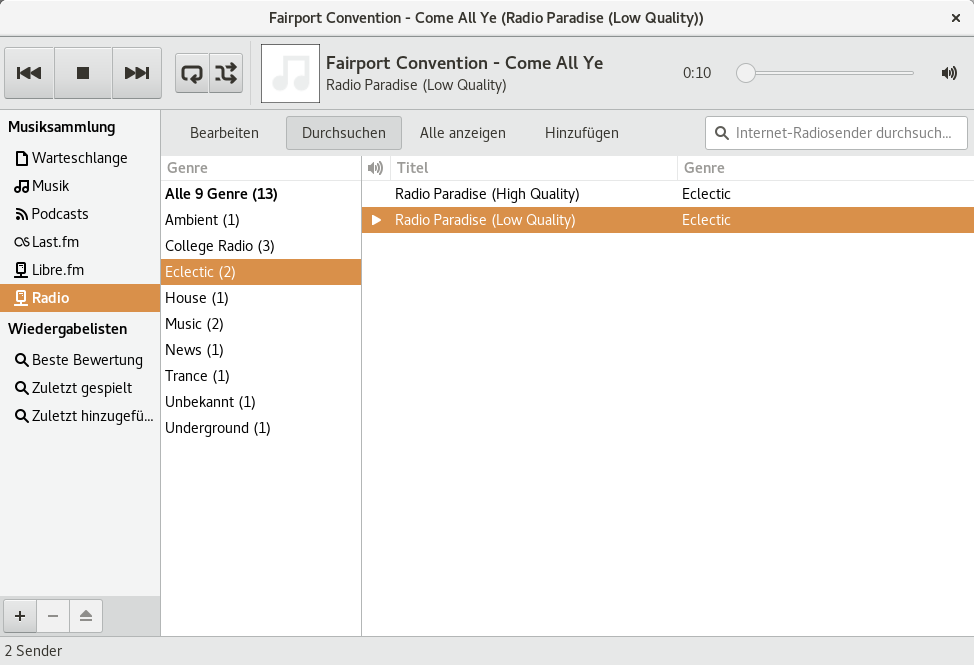 Fairport Convention - Come All Ye (Radio Paradise (Low Quality))
Fairport Convention - Come All Ye
Radio Paradise (Low Quality)
0:10
Musiksammlung
Warteschlange
Musik
Podcasts
Last.fm
Libre.fm
Radio
Wiedergabelisten
Beste Bewertung
Zuletzt gespielt
Zuletzt hinzugefü...
Bearbeiten Durchsuchen Alle anzeigen Hinzufügen Internet-Radiosender durchsuch...
Genre
Alle 9 Genre (13)
Ambient (1)
College Radio (3)
Eclectic (2)
House (1)
Music (2)
News (1)
Trance (1)
Unbekannt (1)
Underground (1)
Titel Genre
Radio Paradise (High Quality) Eclectic
Radio Paradise (Low Quality) Eclectic
2 Sender